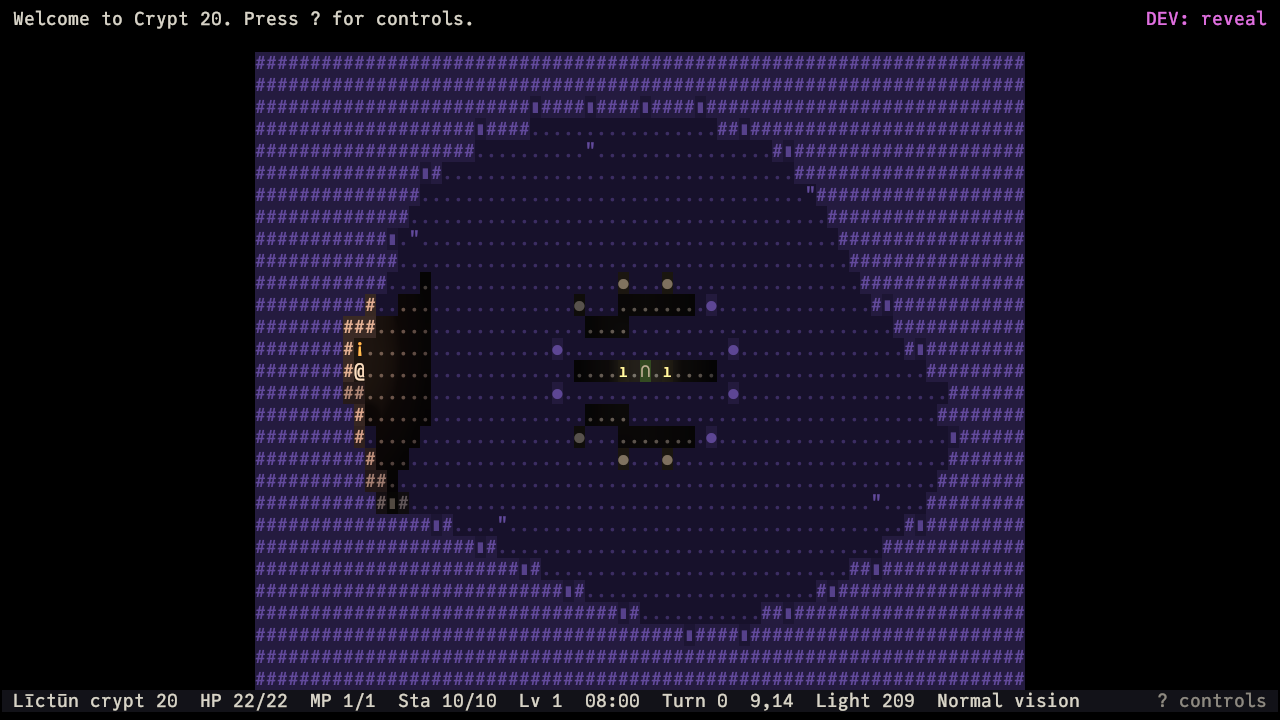 Welcome to Crypt 20. Press ? for controls.
DEV: reveal
Līctūn crypt 20 HP 22/22 MP 1/1 Sta 10/10 Lv 1 08:00 Turn 0 9,14 Light 209 Normal vision ? controls